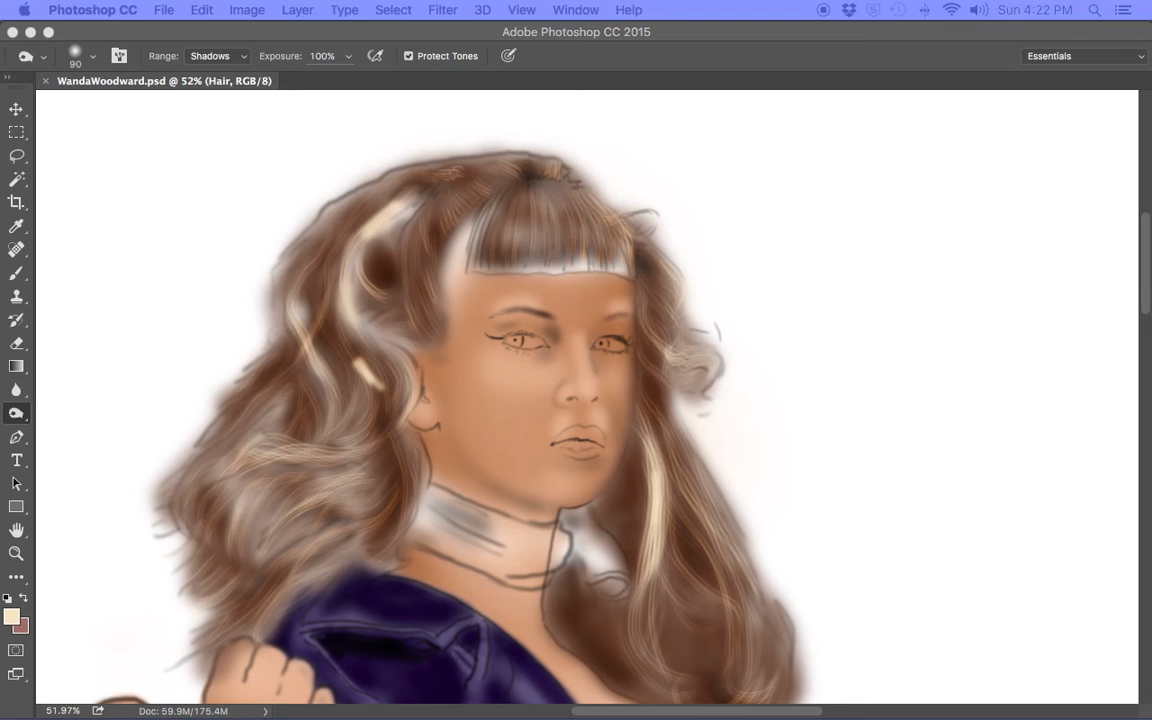 Photoshop CC File Edit Image Layer Type Select Filter 3D View Window Help Sun 4:22 PM
Adobe Photoshop CC 2015
90 Range: Shadows Exposure: 100% Protect Tones Essentials
× WandaWoodward.psd @ 52% (Hair, RGB/8)
51.97% Doc: 59.9M/175.4M